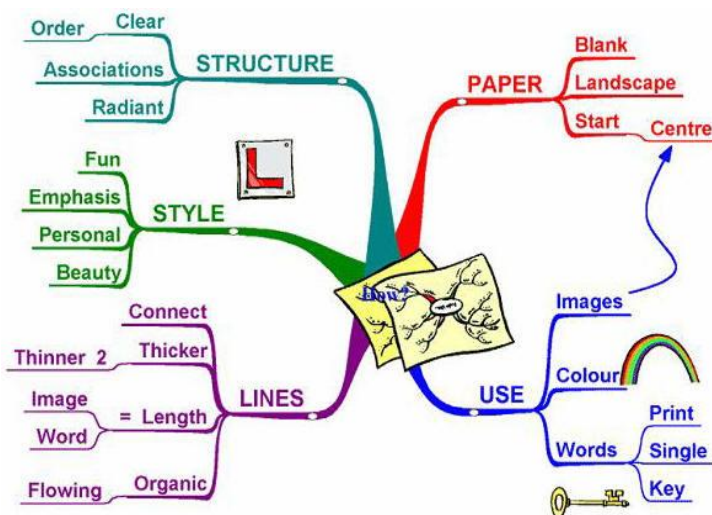 STRUCTURE
Clear
Order
Associations
Radiant
PAPER
Blank
Landscape
Start
Centre
L
STYLE
Fun
Emphasis
Personal
Beauty
How?
USE
Images
Colour
Words
Print
Single
Key
LINES
Connect
Thicker
Thinner 2
= Length
Image
Word
Organic
Flowing